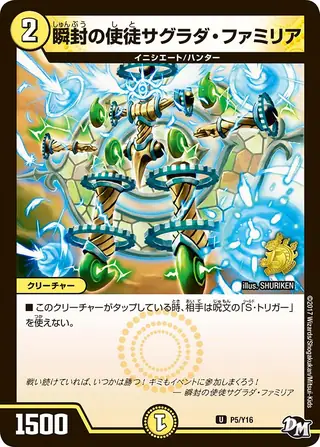 2
しゅんぷう しと
瞬封の使徒サグラダ・ファミリア
イニシエート/ハンター
illus. SHURIKEN
クリーチャー
■ このクリーチャーがタップしている時、相手は呪文の「S・トリガー」
を使えない。
戦い続ければ、いつかは勝つ！ キミもイベントに参加しまくろう！
— 瞬封の使徒サグラダ・ファミリア
©2017 Wizards/Shogakukan/Mitsui-Kids
1500
1
U P5/Y16
DM